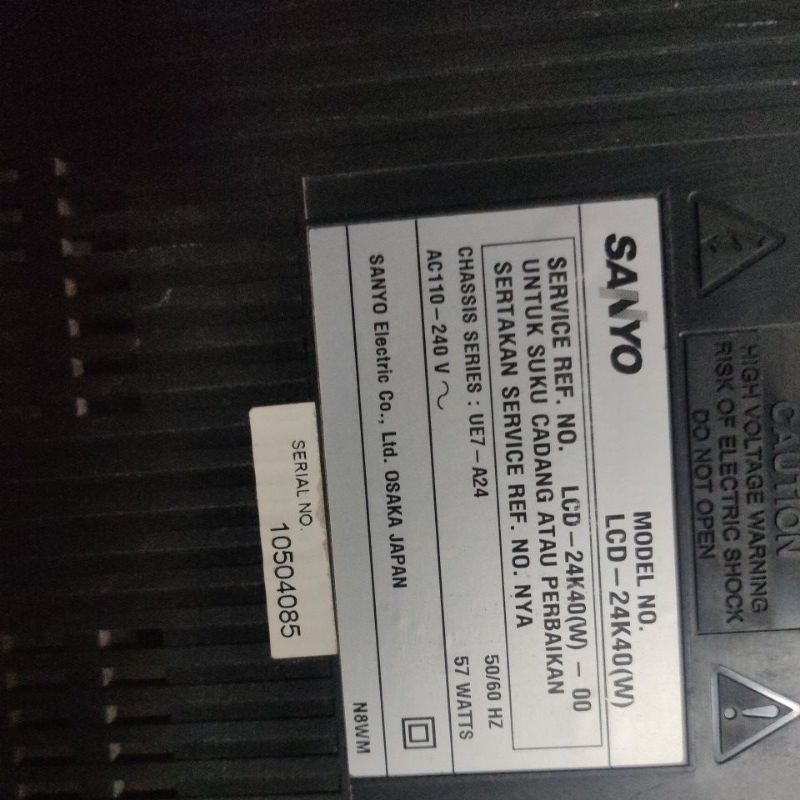 CAUTION
HIGH VOLTAGE WARNING
RISK OF ELECTRIC SHOCK
DO NOT OPEN
SANYO
MODEL NO.
LCD-24K40(W)
SERVICE REF. NO. LCD-24K40(W)-00
UNTUK SUKU CADANG ATAU PERBAIKAN
SERTAKAN SERVICE REF. NO. NYA
CHASSIS SERIES : UE7-A24
50/60 HZ
AC110-240 V ~
57 WATTS
SANYO Electric Co., Ltd. OSAKA JAPAN
N8WM
SERIAL NO.
10504085